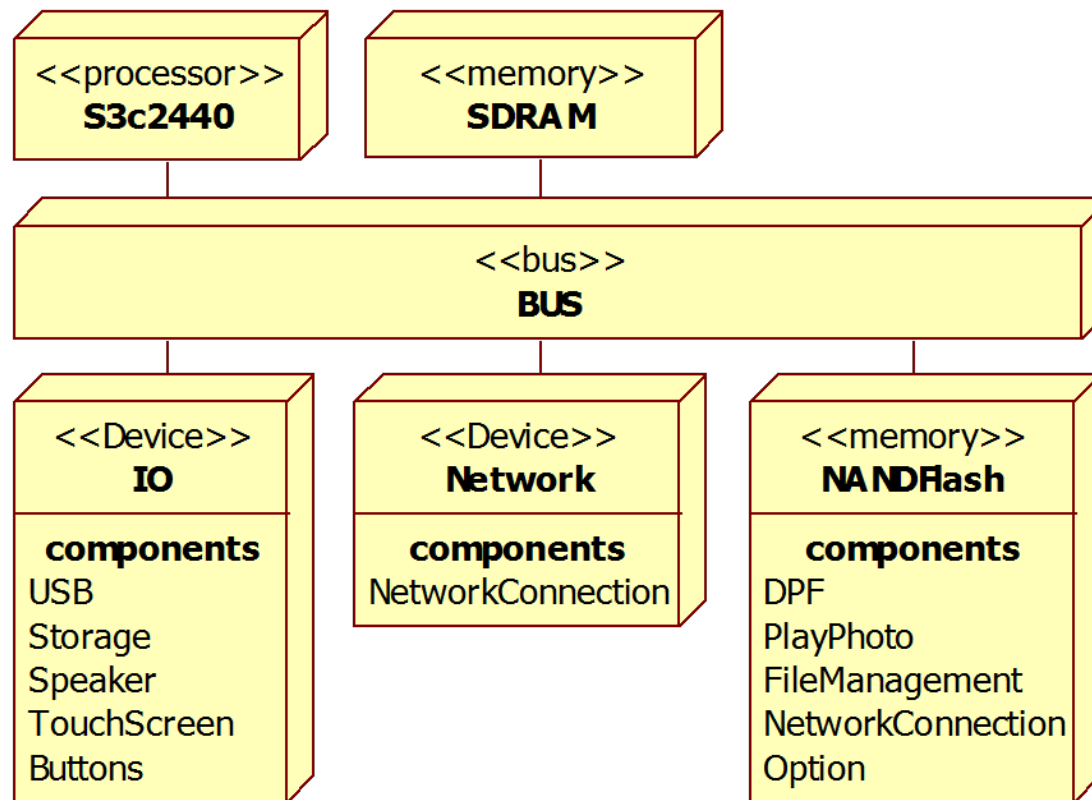 <<processor>>
S3c2440
<<memory>>
SDRAM
<<bus>>
BUS
<<Device>>
IO
components
USB
Storage
Speaker
TouchScreen
Buttons
<<Device>>
Network
components
NetworkConnection
<<memory>>
NANDFlash
components
DPF
PlayPhoto
FileManagement
NetworkConnection
Option